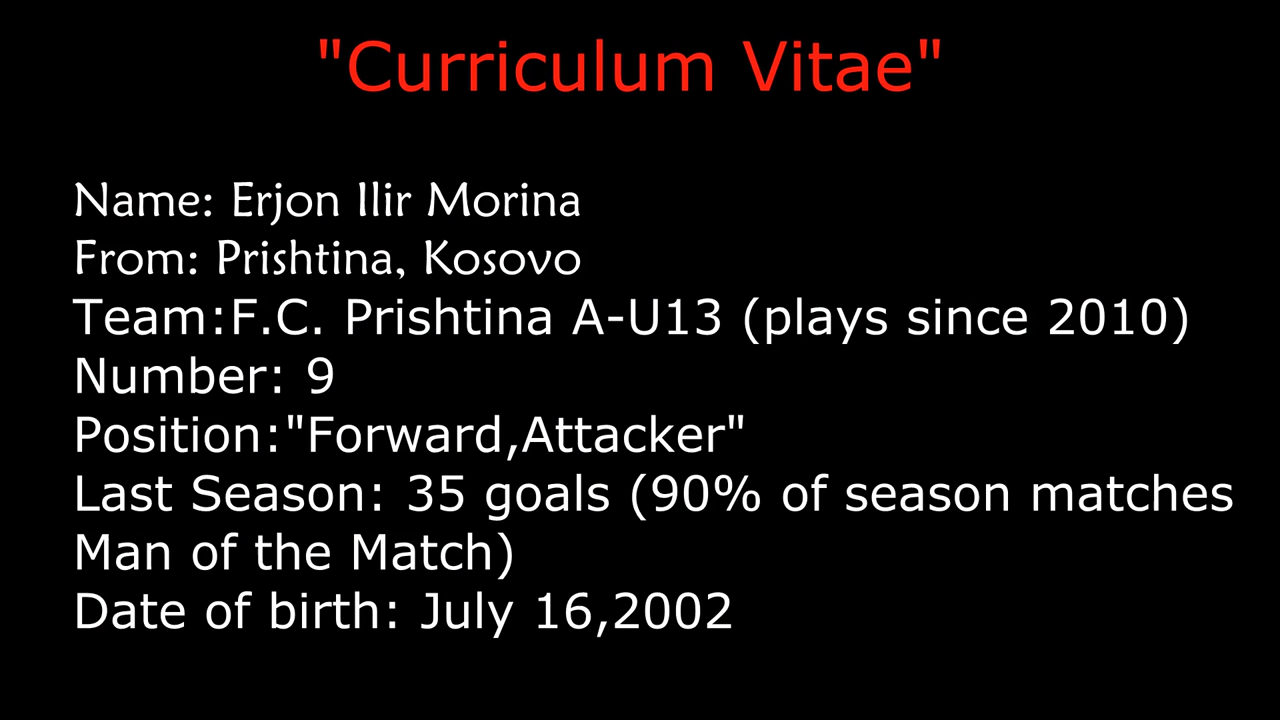 "Curriculum Vitae"
Name: Erjon Ilir Morina
From: Prishtina, Kosovo
Team:F.C. Prishtina A-U13 (plays since 2010)
Number: 9
Position:"Forward,Attacker"
Last Season: 35 goals (90% of season matches
Man of the Match)
Date of birth: July 16,2002